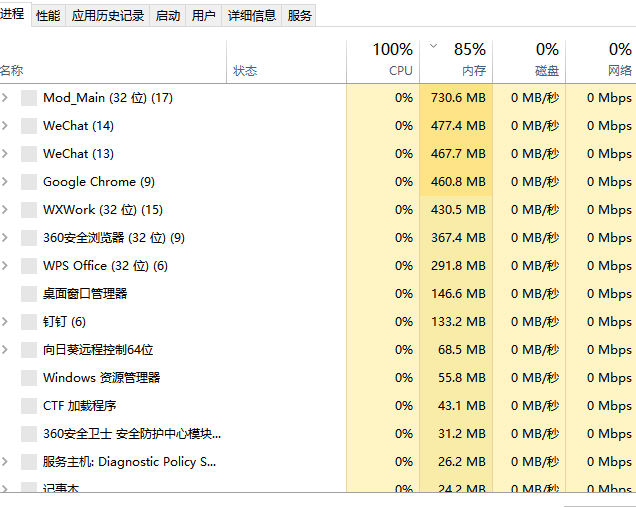 进程 性能 应用历史记录 启动 用户 详细信息 服务
100% 85% 0% 0%
名称 状态 CPU 内存 磁盘 网络
Mod_Main (32 位) (17) 0% 730.6 MB 0 MB/秒 0 Mbps
WeChat (14) 0% 477.4 MB 0 MB/秒 0 Mbps
WeChat (13) 0% 467.7 MB 0 MB/秒 0 Mbps
Google Chrome (9) 0% 460.8 MB 0 MB/秒 0 Mbps
WXWork (32 位) (15) 0% 430.5 MB 0 MB/秒 0 Mbps
360安全浏览器 (32 位) (9) 0% 367.4 MB 0 MB/秒 0 Mbps
WPS Office (32 位) (6) 0% 291.8 MB 0 MB/秒 0 Mbps
桌面窗口管理器 0% 146.6 MB 0 MB/秒 0 Mbps
钉钉 (6) 0% 133.2 MB 0 MB/秒 0 Mbps
向日葵远程控制64位 0% 68.5 MB 0 MB/秒 0 Mbps
Windows 资源管理器 0% 55.8 MB 0 MB/秒 0 Mbps
CTF 加载程序 0% 43.1 MB 0 MB/秒 0 Mbps
360安全卫士 安全防护中心模块... 0% 31.2 MB 0 MB/秒 0 Mbps
服务主机: Diagnostic Policy S... 0% 26.2 MB 0 MB/秒 0 Mbps
记事本 0% 24.2 MB 0 MB/秒 0 Mbps